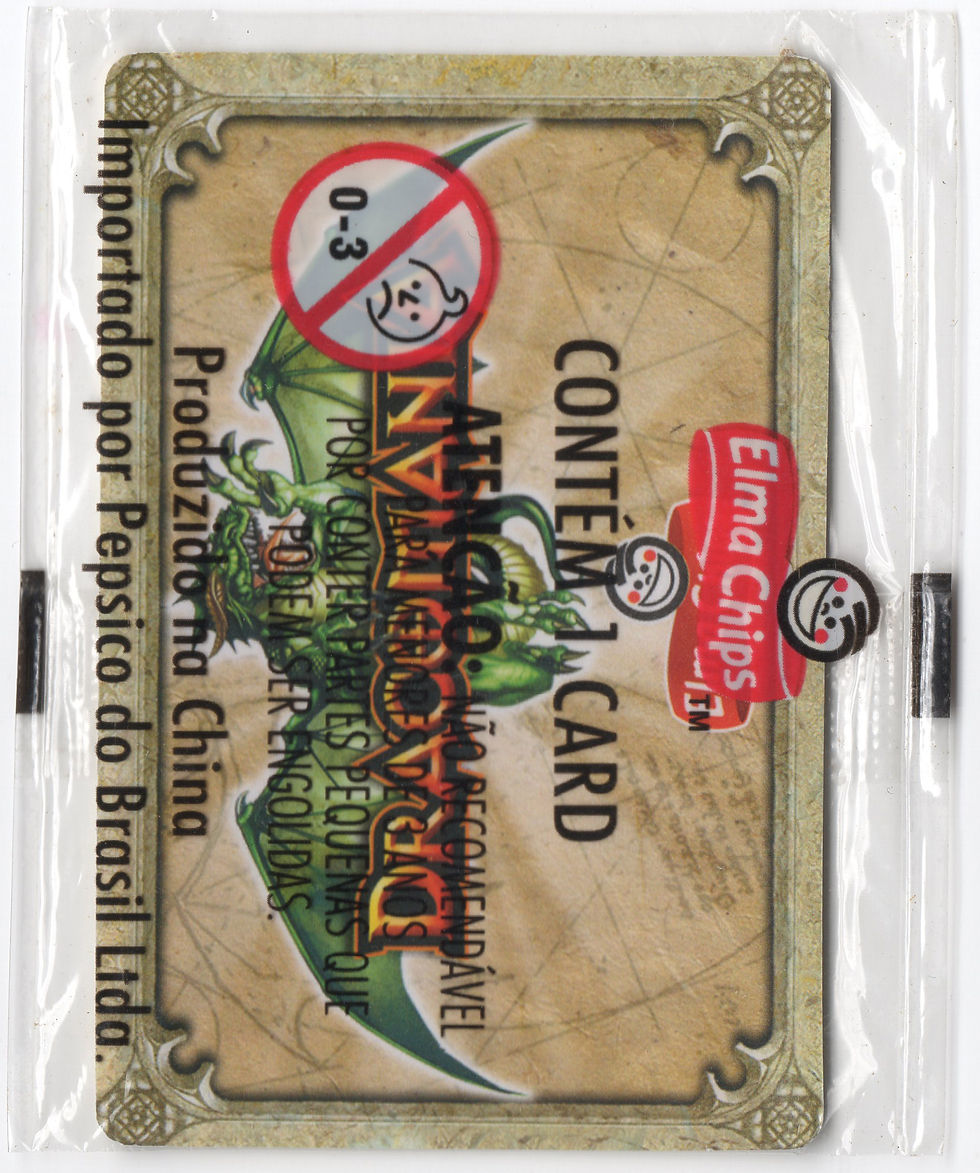 Elma Chips
TM
CONTÉM 1 CARD
0-3
ATENÇÃO: NÃO RECOMENDÁVEL
PARA MENORES DE 3 ANOS
POR CONTER PARTES PEQUENAS QUE
PODEM SER ENGOLIDAS.
Produzido na China
Importado por Pepsico do Brasil Ltda.